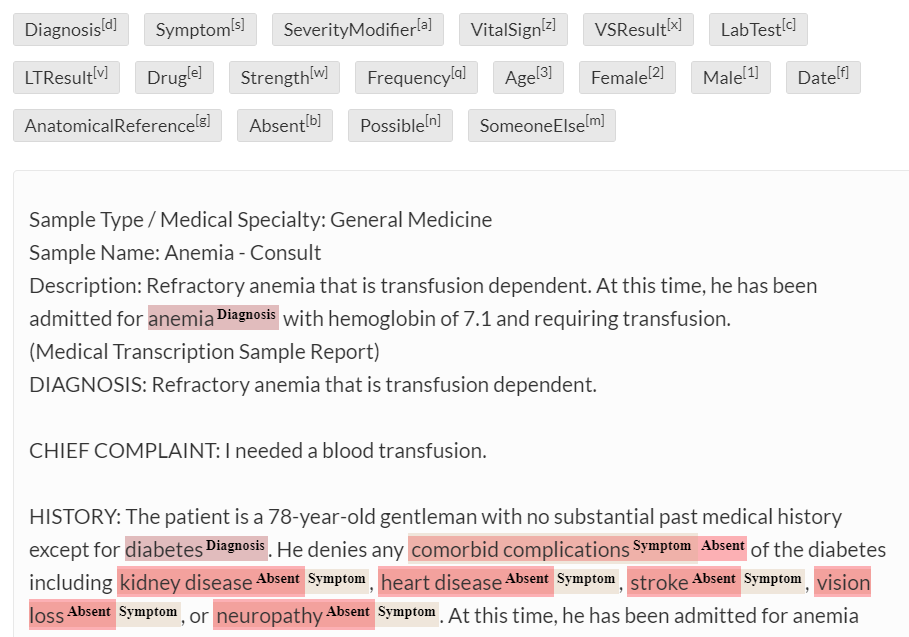 Diagnosis[d] Symptom[s] SeverityModifier[a] VitalSign[z] VSResult[x] LabTest[c]
LTResult[v] Drug[e] Strength[w] Frequency[q] Age[3] Female[2] Male[1] Date[f]
AnatomicalReference[g] Absent[b] Possible[n] SomeoneElse[m]
Sample Type / Medical Specialty: General Medicine
Sample Name: Anemia - Consult
Description: Refractory anemia that is transfusion dependent. At this time, he has been
admitted for anemia Diagnosis with hemoglobin of 7.1 and requiring transfusion.
(Medical Transcription Sample Report)
DIAGNOSIS: Refractory anemia that is transfusion dependent.
CHIEF COMPLAINT: I needed a blood transfusion.
HISTORY: The patient is a 78-year-old gentleman with no substantial past medical history
except for diabetes Diagnosis. He denies any comorbid complications Symptom Absent of the diabetes
including kidney disease Absent Symptom, heart disease Absent Symptom, stroke Absent Symptom, vision
loss Absent Symptom, or neuropathy Absent Symptom. At this time, he has been admitted for anemia